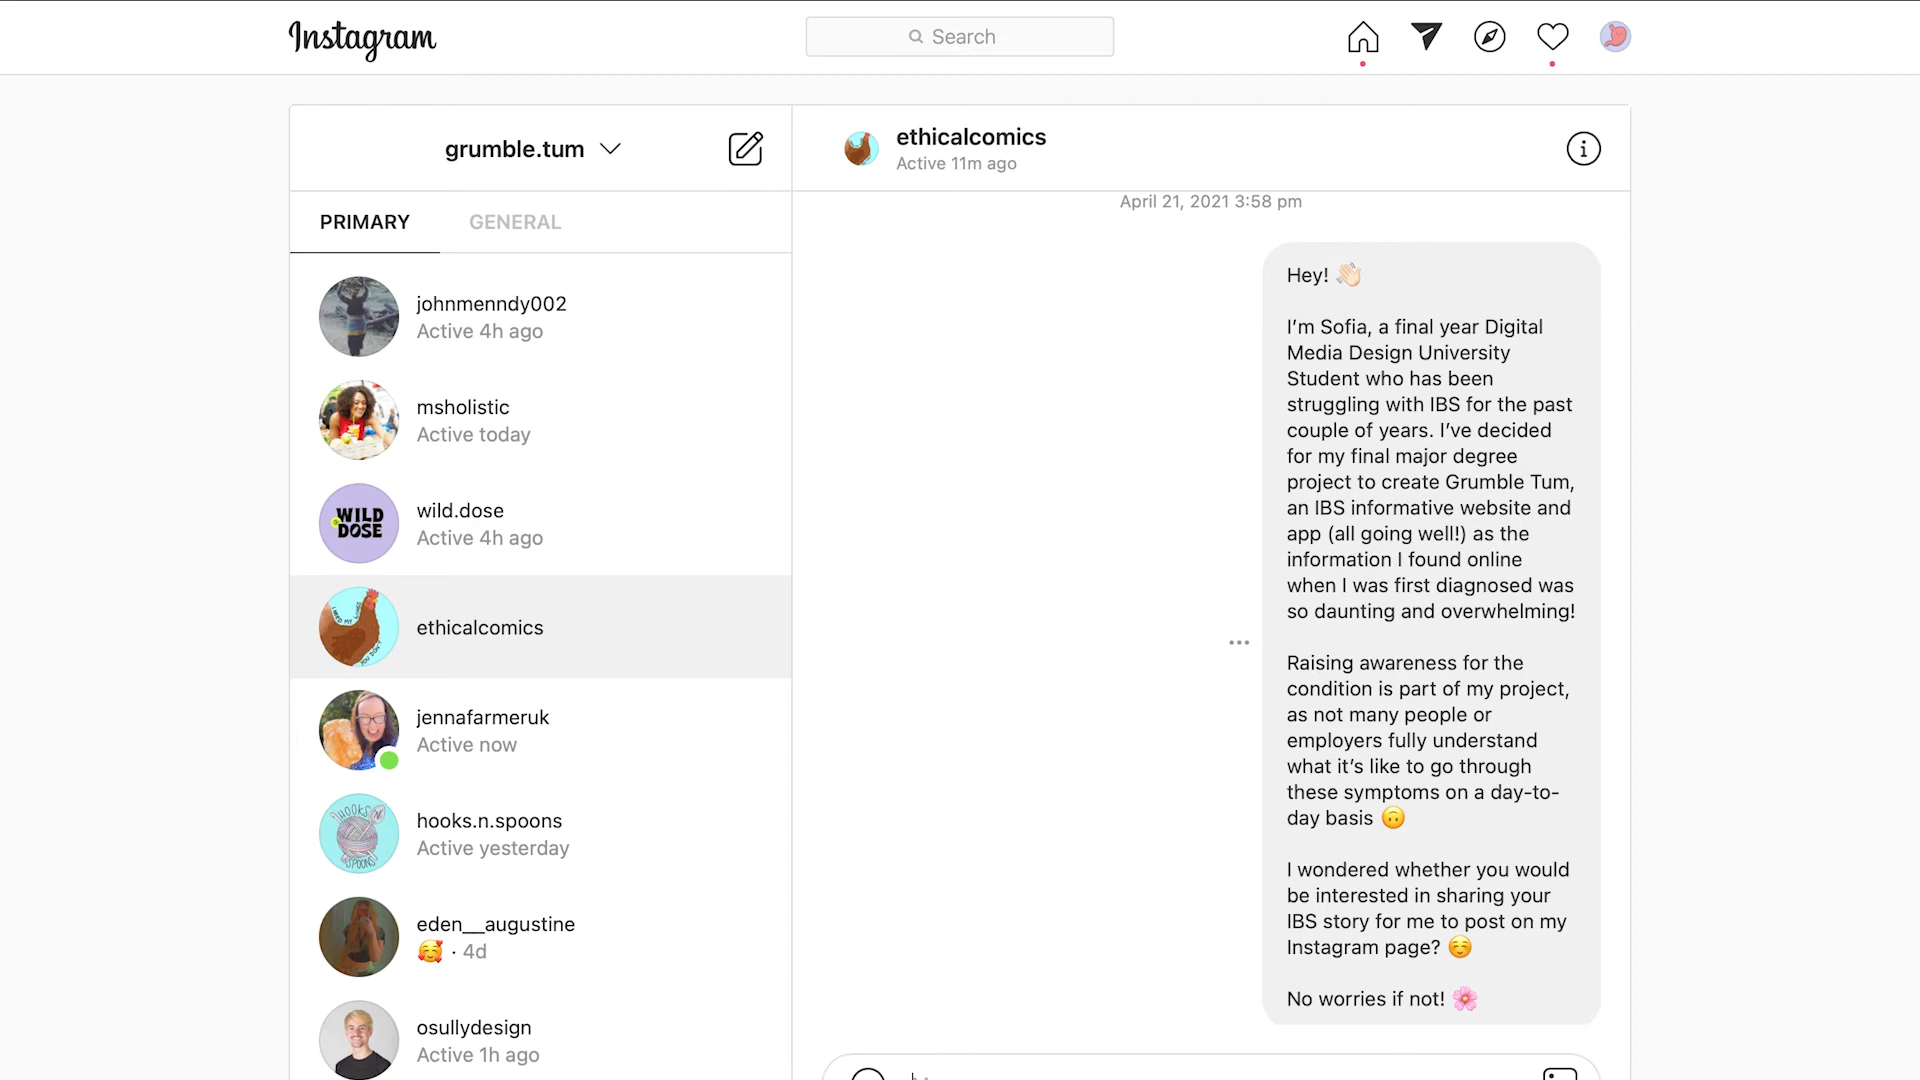 Instagram
Search
grumble.tum
ethicalcomics
Active 11m ago
PRIMARY
GENERAL
April 21, 2021 3:58 pm
johnmenndy002
Active 4h ago
msholistic
Active today
WILD
DOSE
wild.dose
Active 4h ago
I NEED MY WINGS
YOU DON'T
ethicalcomics
jennafarmeruk
Active now
HOOKS N.
SPOONS
hooks.n.spoons
Active yesterday
eden__augustine
🥰 · 4d
osullydesign
Active 1h ago
Hey! 👋🏻
I’m Sofia, a final year Digital
Media Design University
Student who has been
struggling with IBS for the past
couple of years. I’ve decided
for my final major degree
project to create Grumble Tum,
an IBS informative website and
app (all going well!) as the
information I found online
when I was first diagnosed was
so daunting and overwhelming!
Raising awareness for the
condition is part of my project,
as not many people or
employers fully understand
what it’s like to go through
these symptoms on a day-to-
day basis 🙃
I wondered whether you would
be interested in sharing your
IBS story for me to post on my
Instagram page? ☺️
No worries if not! 🌸